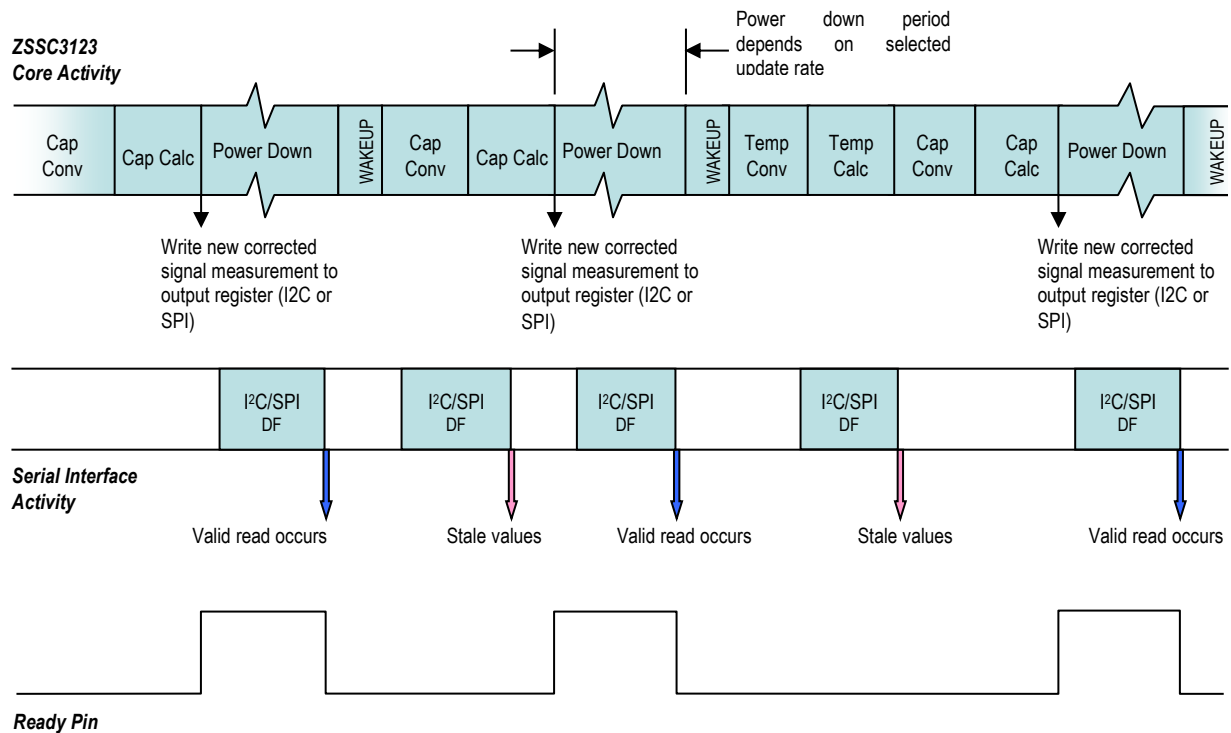 Power down period
depends on selected
update rate
ZSSC3123
Core Activity
Cap
Conv
Cap Calc
Power Down
WAKEUP
Cap
Conv
Cap Calc
Power Down
WAKEUP
Temp
Conv
Temp
Calc
Cap
Conv
Cap
Calc
Power Down
WAKEUP
Write new corrected
signal measurement to
output register (I2C or
SPI)
Write new corrected
signal measurement to
output register (I2C or
SPI)
Write new corrected
signal measurement to
output register (I2C or
SPI)
I²C/SPI
DF
I²C/SPI
DF
I²C/SPI
DF
I²C/SPI
DF
I²C/SPI
DF
Serial Interface
Activity
Valid read occurs
Stale values
Valid read occurs
Stale values
Valid read occurs
Ready Pin